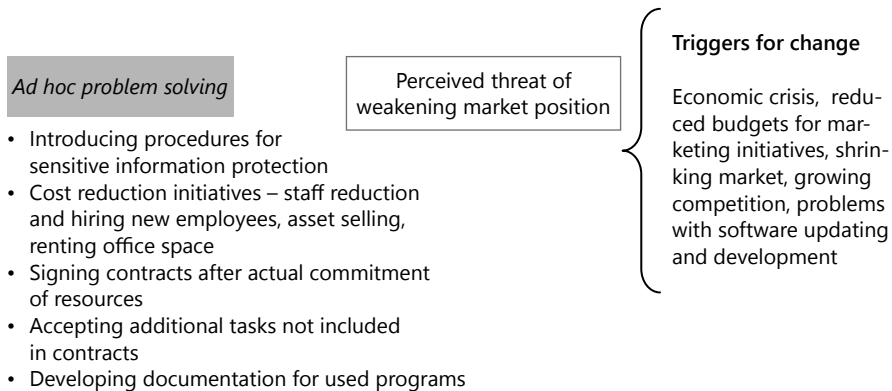 Ad hoc problem solving
• Introducing procedures for
sensitive information protection
• Cost reduction initiatives – staff reduction
and hiring new employees, asset selling,
renting office space
• Signing contracts after actual commitment
of resources
• Accepting additional tasks not included
in contracts
• Developing documentation for used programs
Perceived threat of
weakening market position
Triggers for change
Economic crisis, redu-
ced budgets for mar-
keting initiatives, shrin-
king market, growing
competition, problems
with software updating
and development